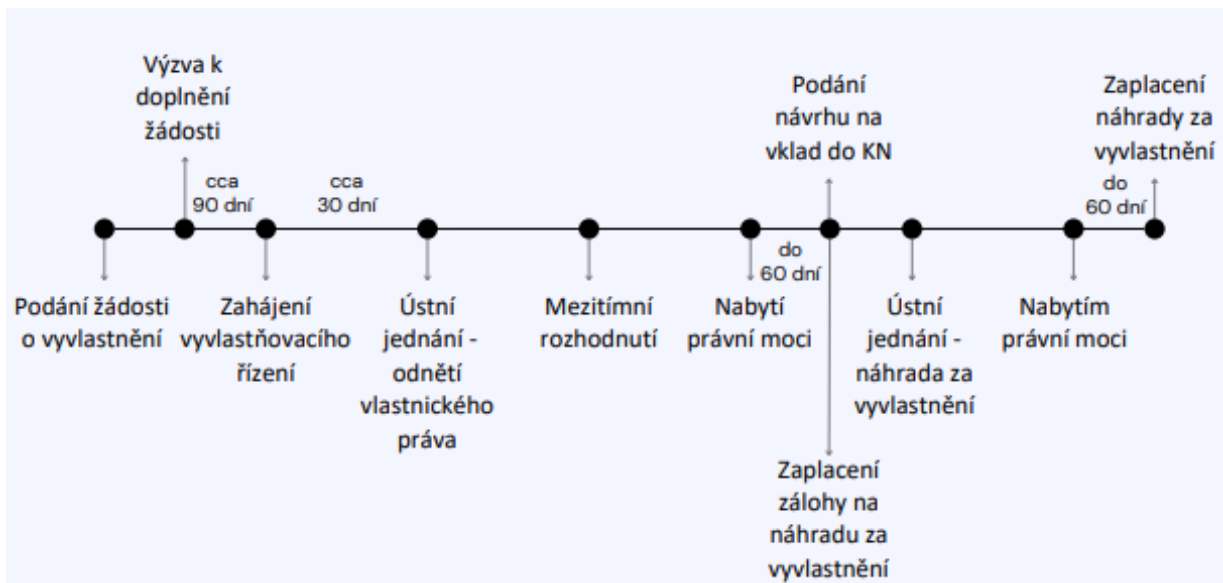 Výzva k
doplnění
žádosti
Podání
návrhu na
vklad do KN
Zaplacení
náhrady za
vyvlastnění
cca
90 dní
cca
30 dní
do
60 dní
do
60 dní
Podání žádosti
o vyvlastnění
Zahájení
vyvlastňovacího
řízení
Ústní
jednání -
odnětí
vlastnického
práva
Mezitímní
rozhodnutí
Nabytí
právní moci
Ústní
jednání -
náhrada za
vyvlastnění
Nabytím
právní moci
Zaplacení
zálohy na
náhradu za
vyvlastnění